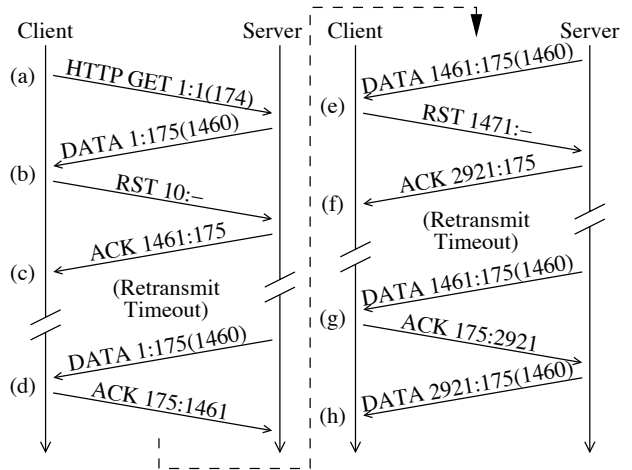 Client
Server
(a)
HTTP GET 1:1(174)
DATA 1:175(1460)
(b)
RST 10:–
ACK 1461:175
(c)
(Retransmit
Timeout)
DATA 1:175(1460)
(d)
ACK 175:1461
Client
Server
DATA 1461:175(1460)
(e)
RST 1471:–
ACK 2921:175
(f)
(Retransmit
Timeout)
DATA 1461:175(1460)
(g)
ACK 175:2921
DATA 2921:175(1460)
(h)